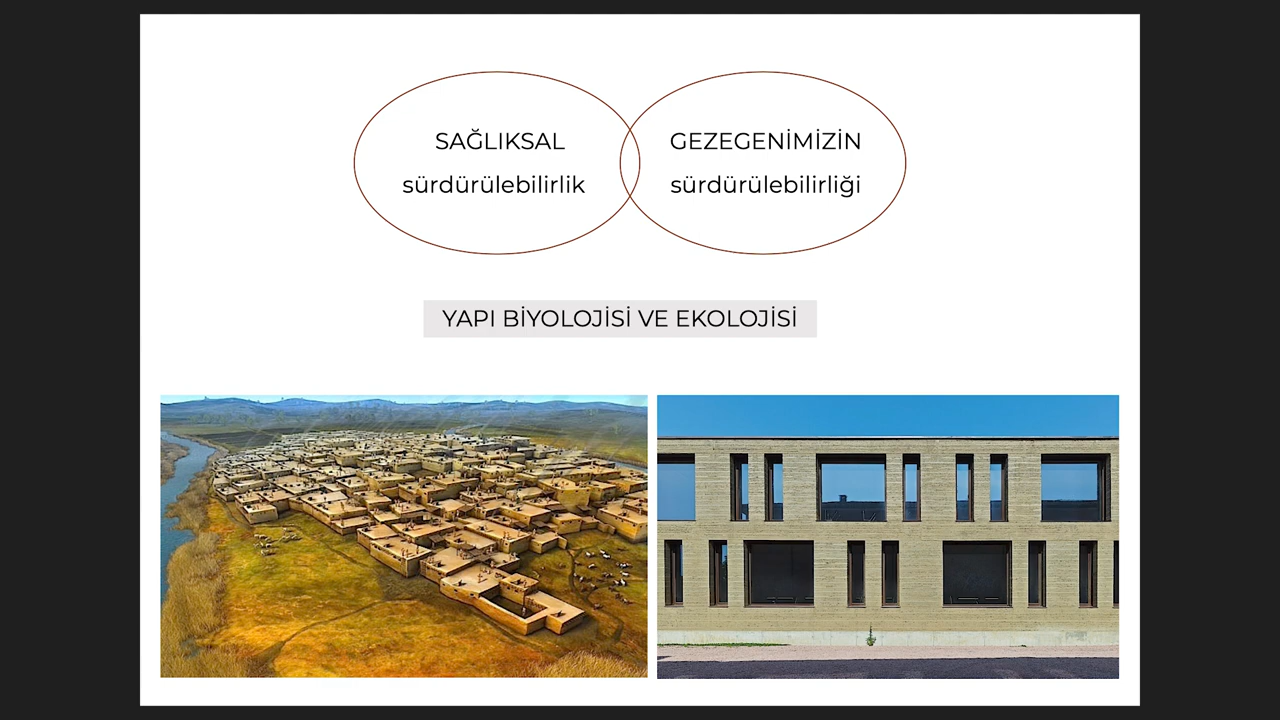 SAĞLIKSAL
sürdürülebilirlik
GEZEGENİMİZİN
sürdürülebilirliği
YAPI BİYOLOJİSİ VE EKOLOJİSİ